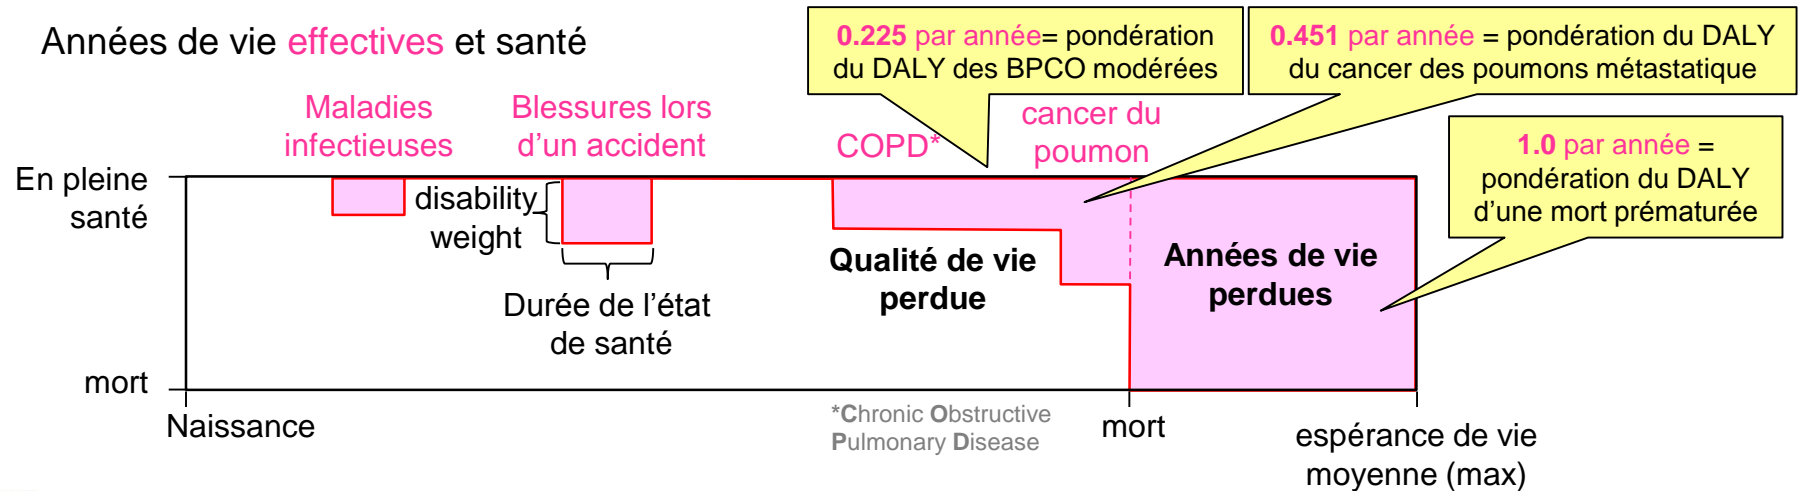 Années de vie effectives et santé
0.225 par année= pondération
du DALY des BPCO modérées
0.451 par année = pondération du DALY
du cancer des poumons métastatique
1.0 par année =
pondération du DALY
d'une mort prématurée
Maladies
infectieuses
Blessures lors
d'un accident
COPD*
cancer du
poumon
En pleine
santé
disability
weight
Durée de l'état
de santé
Qualité de vie
perdue
Années de vie
perdues
mort
Naissance
*Chronic Obstructive
Pulmonary Disease
mort
espérance de vie
moyenne (max)